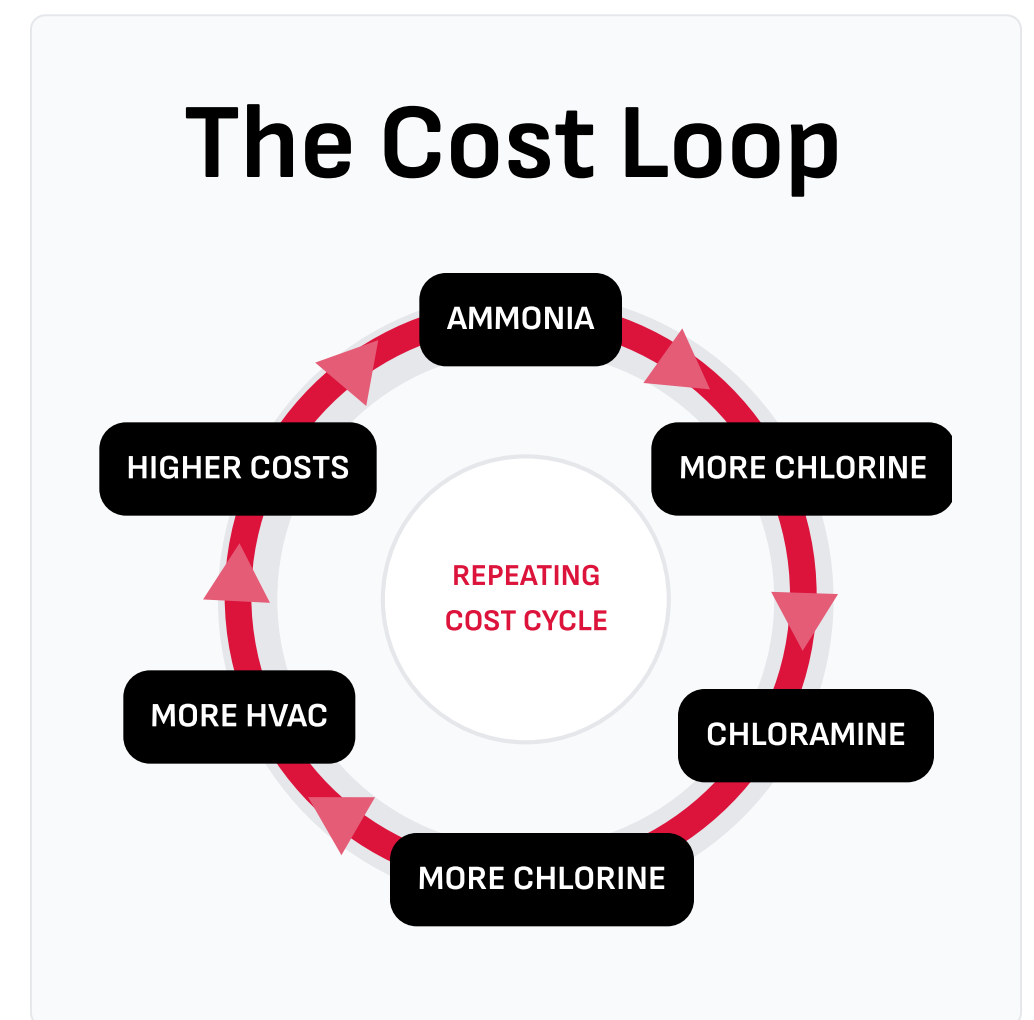 The Cost Loop
AMMONIA
MORE CHLORINE
CHLORAMINE
MORE CHLORINE
MORE HVAC
HIGHER COSTS
REPEATING
COST CYCLE